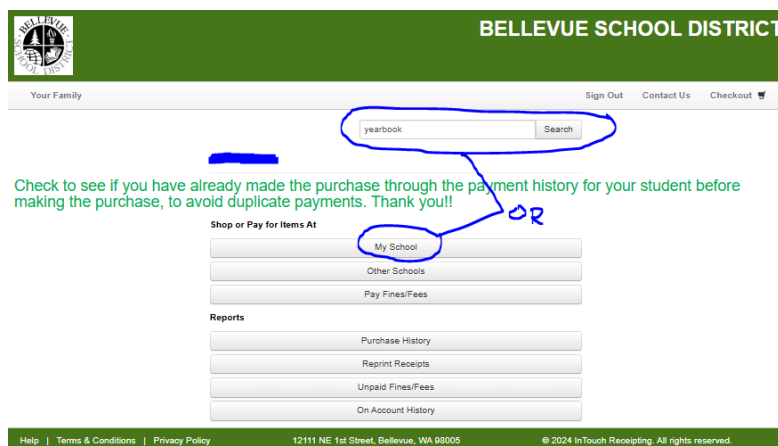 BELLEVUE
SCHOOL DISTRICT
BELLEVUE SCHOOL DISTRICT
Your Family Sign Out Contact Us Checkout
yearbook Search
Check to see if you have already made the purchase through the payment history for your student before
making the purchase, to avoid duplicate payments. Thank you!!
OR
Shop or Pay for Items At
My School
Other Schools
Pay Fines/Fees
Reports
Purchase History
Reprint Receipts
Unpaid Fines/Fees
On Account History
Help | Terms & Conditions | Privacy Policy 12111 NE 1st Street, Bellevue, WA 98005 © 2024 InTouch Receipting. All rights reserved.